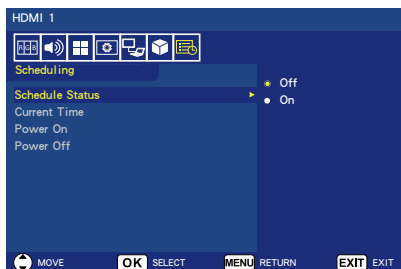 HDMI 1
RGB
Scheduling
Schedule Status
Current Time
Power On
Power Off
Off
On
MOVE OK SELECT MENU RETURN EXIT EXIT